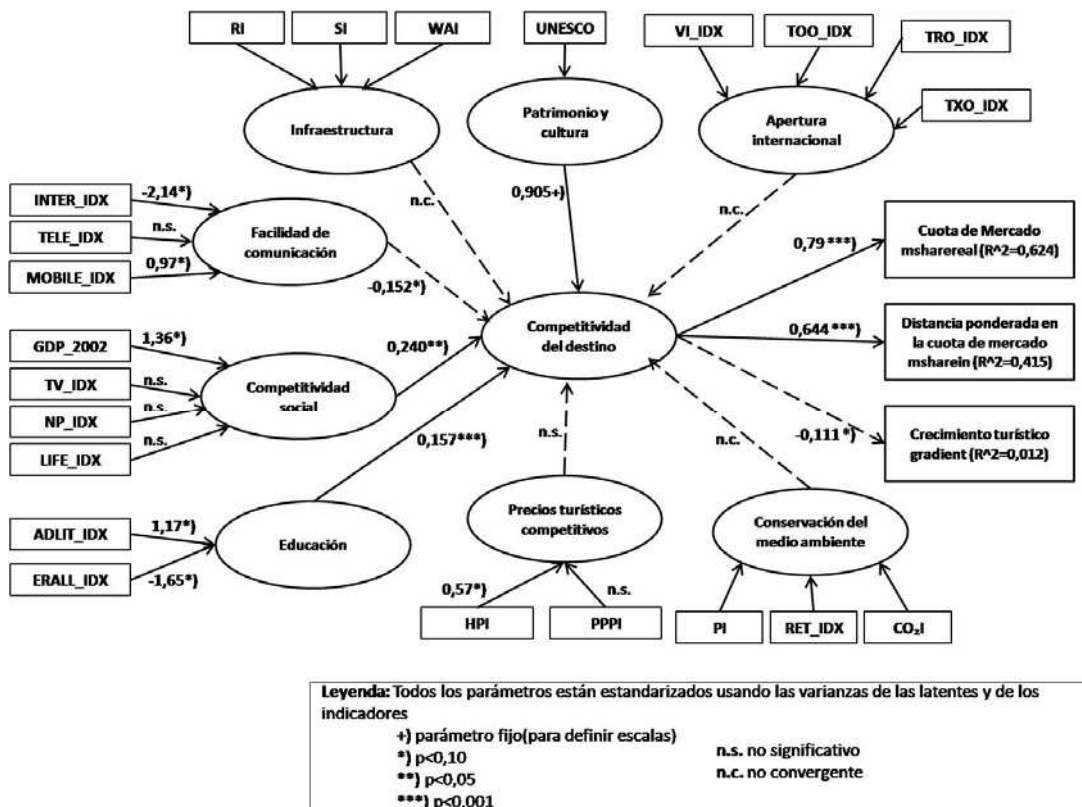 RI
SI
WAI
UNESCO
VI_IDX
TOO_IDX
TRO_IDX
TXO_IDX
Infraestructura
Patrimonio y
cultura
Apertura
internacional
n.c.
0,905+)
n.c.
INTER_IDX
-2,14*)
TELE_IDX
n.s.
MOBILE_IDX
0,97*)
Facilidad de
comunicación
-0,152*)
Cuota de Mercado
msharereal (R^2=0,624)
0,79 ***)
Competitividad
del destino
0,644 ***)
Distancia ponderada en
la cuota de mercado
msharein (R^2=0,415)
GDP_2002
1,36*)
TV_IDX
n.s.
NP_IDX
n.s.
LIFE_IDX
n.s.
Competitividad
social
0,240**)
0,157***)
n.s.
n.c.
-0,111*)
Crecimiento turístico
gradient (R^2=0,012)
ADLIT_IDX
1,17*)
ERALL_IDX
-1,65*)
Educación
Precios turísticos
competitivos
Conservación del
medio ambiente
0,57*)
n.s.
HPI
PPPI
PI
RET_IDX
CO₂I
Leyenda: Todos los parámetros están estandarizados usando las varianzas de las latentes y de los
indicadores
+) parámetro fijo(para definir escalas)
*) p<0,10
n.s. no significativo
**) p<0,05
n.c. no convergente
***) p<0,001